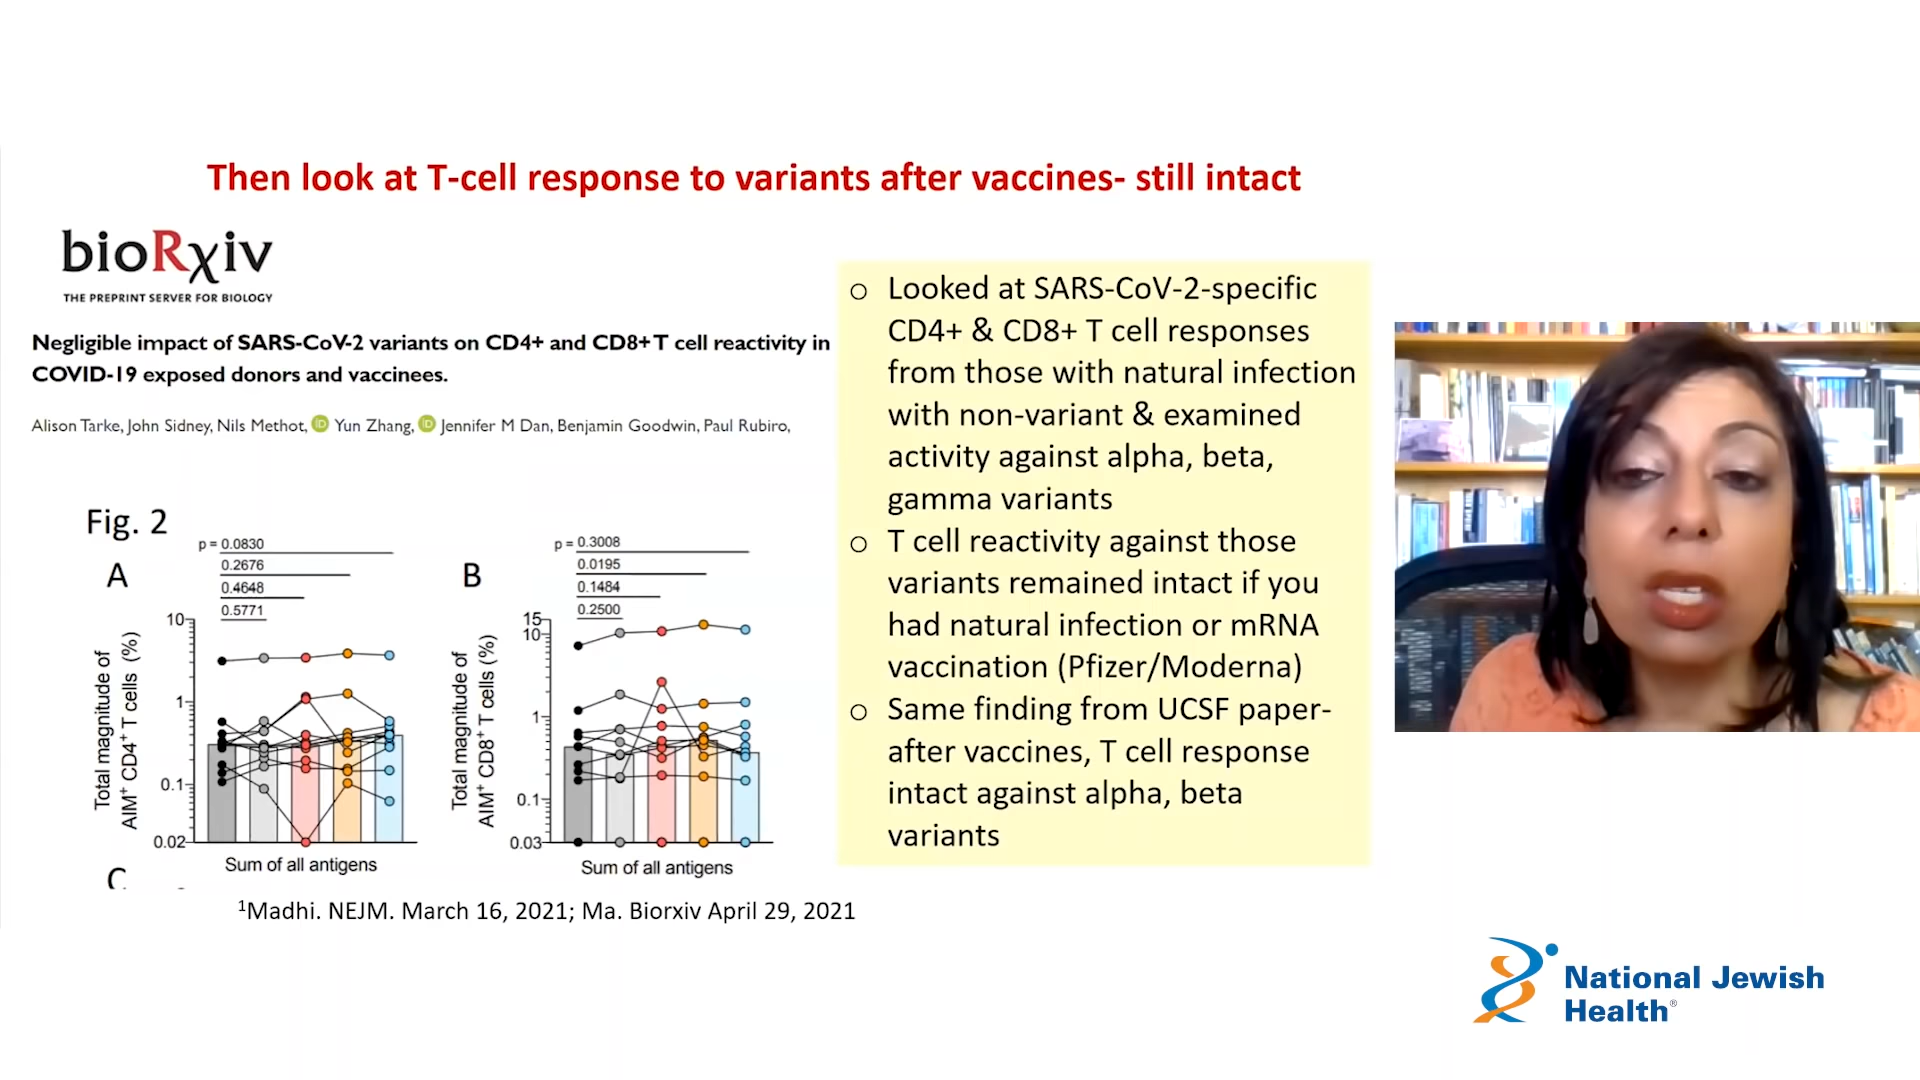 Then look at T-cell response to variants after vaccines- still intact
bioRχiv
THE PREPRINT SERVER FOR BIOLOGY
Negligible impact of SARS-CoV-2 variants on CD4+ and CD8+ T cell reactivity in
COVID-19 exposed donors and vaccinees.
Alison Tarke, John Sidney, Nils Methot, iD Yun Zhang, iD Jennifer M Dan, Benjamin Goodwin, Paul Rubiro,
Fig. 2
A
p = 0.0830
0.2676
0.4648
0.5771
Total magnitude of
AIM⁺ CD4⁺ T cells (%)
10
1
0.1
0.02
Sum of all antigens
B
p = 0.3008
0.0195
0.1484
0.2500
Total magnitude of
AIM⁺ CD8⁺ T cells (%)
15
10
1
0.1
0.03
Sum of all antigens
C
¹Madhi. NEJM. March 16, 2021; Ma. Biorxiv April 29, 2021
o Looked at SARS-CoV-2-specific
CD4+ & CD8+ T cell responses
from those with natural infection
with non-variant & examined
activity against alpha, beta,
gamma variants
o T cell reactivity against those
variants remained intact if you
had natural infection or mRNA
vaccination (Pfizer/Moderna)
o Same finding from UCSF paper-
after vaccines, T cell response
intact against alpha, beta
variants
National Jewish
Health®